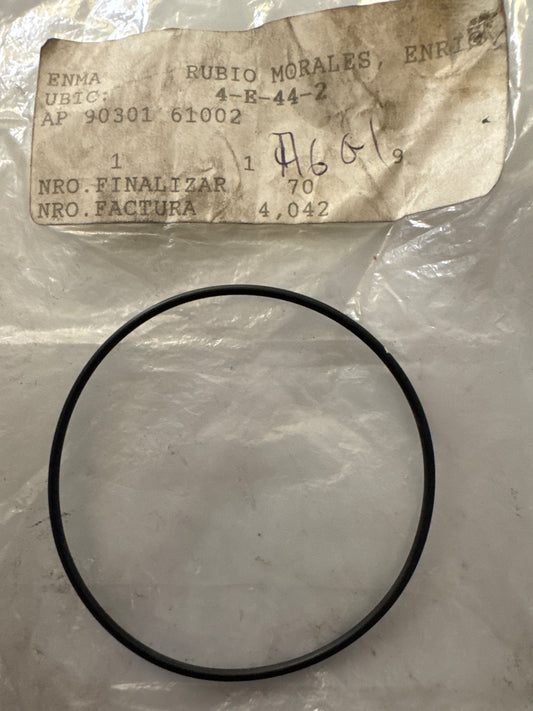 ENMA RUBIO MORALES, ENRI
UBIC: 4-E-44-2
AP 90301 61002
1 1 9
NRO.FINALIZAR 70
NRO.FACTURA 4,042